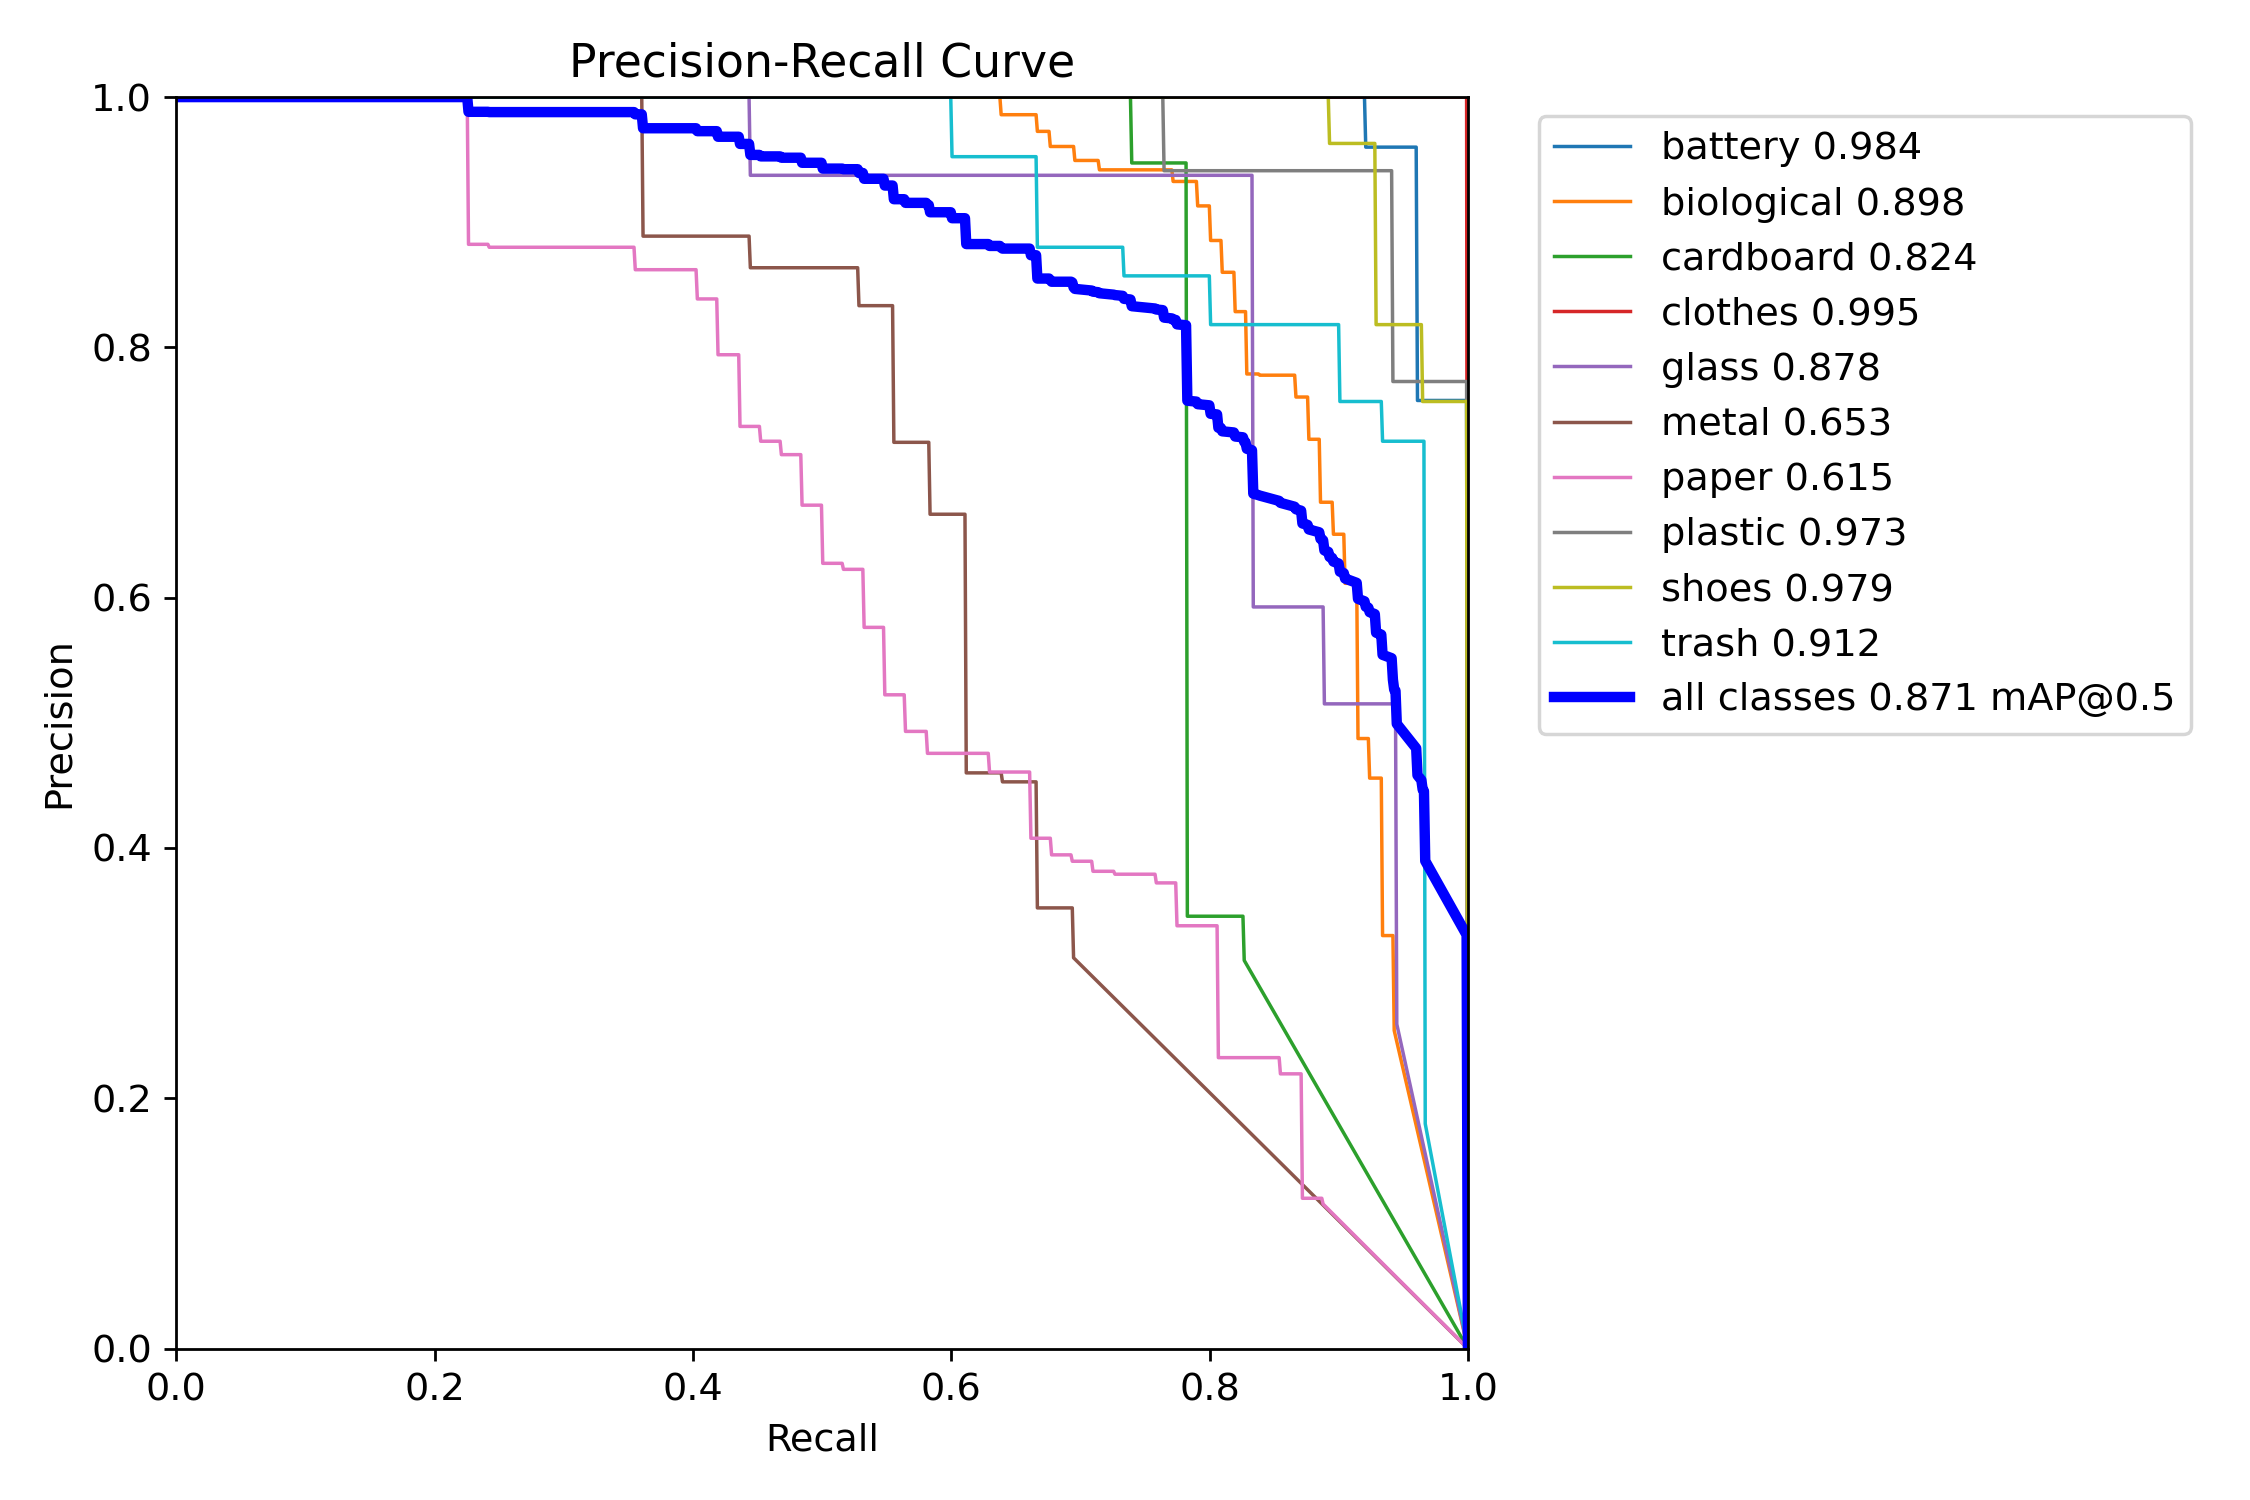 Precision-Recall Curve
1.0
0.8
0.6
0.4
0.2
0.0
Precision
0.0 0.2 0.4 0.6 0.8 1.0
Recall
battery 0.984
biological 0.898
cardboard 0.824
clothes 0.995
glass 0.878
metal 0.653
paper 0.615
plastic 0.973
shoes 0.979
trash 0.912
all classes 0.871 mAP@0.5